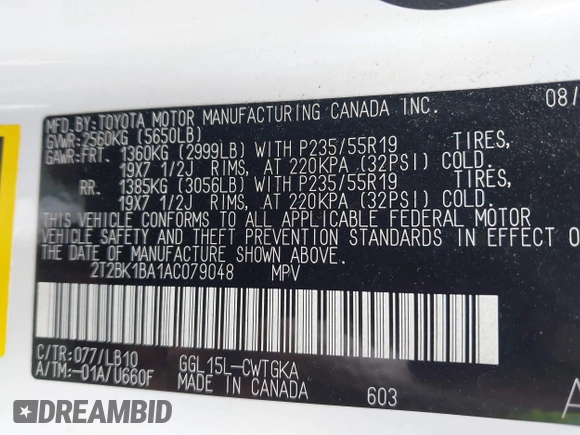 MFD.BY:TOYOTA MOTOR MANUFACTURING CANADA INC. 08/
GVWR:2560KG (5650LB)
GAWR:FRT. 1360KG (2999LB) WITH P235/55R19 TIRES,
19X7 1/2J RIMS, AT 220KPA (32PSI) COLD.
RR. 1385KG (3056LB) WITH P235/55R19 TIRES,
19X7 1/2J RIMS, AT 220KPA (32PSI) COLD.
THIS VEHICLE CONFORMS TO ALL APPLICABLE FEDERAL MOTOR
VEHICLE SAFETY AND THEFT PREVENTION STANDARDS IN EFFECT O
THE DATE OF MANUFACTURE SHOWN ABOVE.
2T2BK1BA1AC079048 MPV
C/TR:077/LB10 GGL15L-CWTGKA
A/TM:-01A/U660F MADE IN CANADA 603
A
DREAMBID
DREAMBID.COM